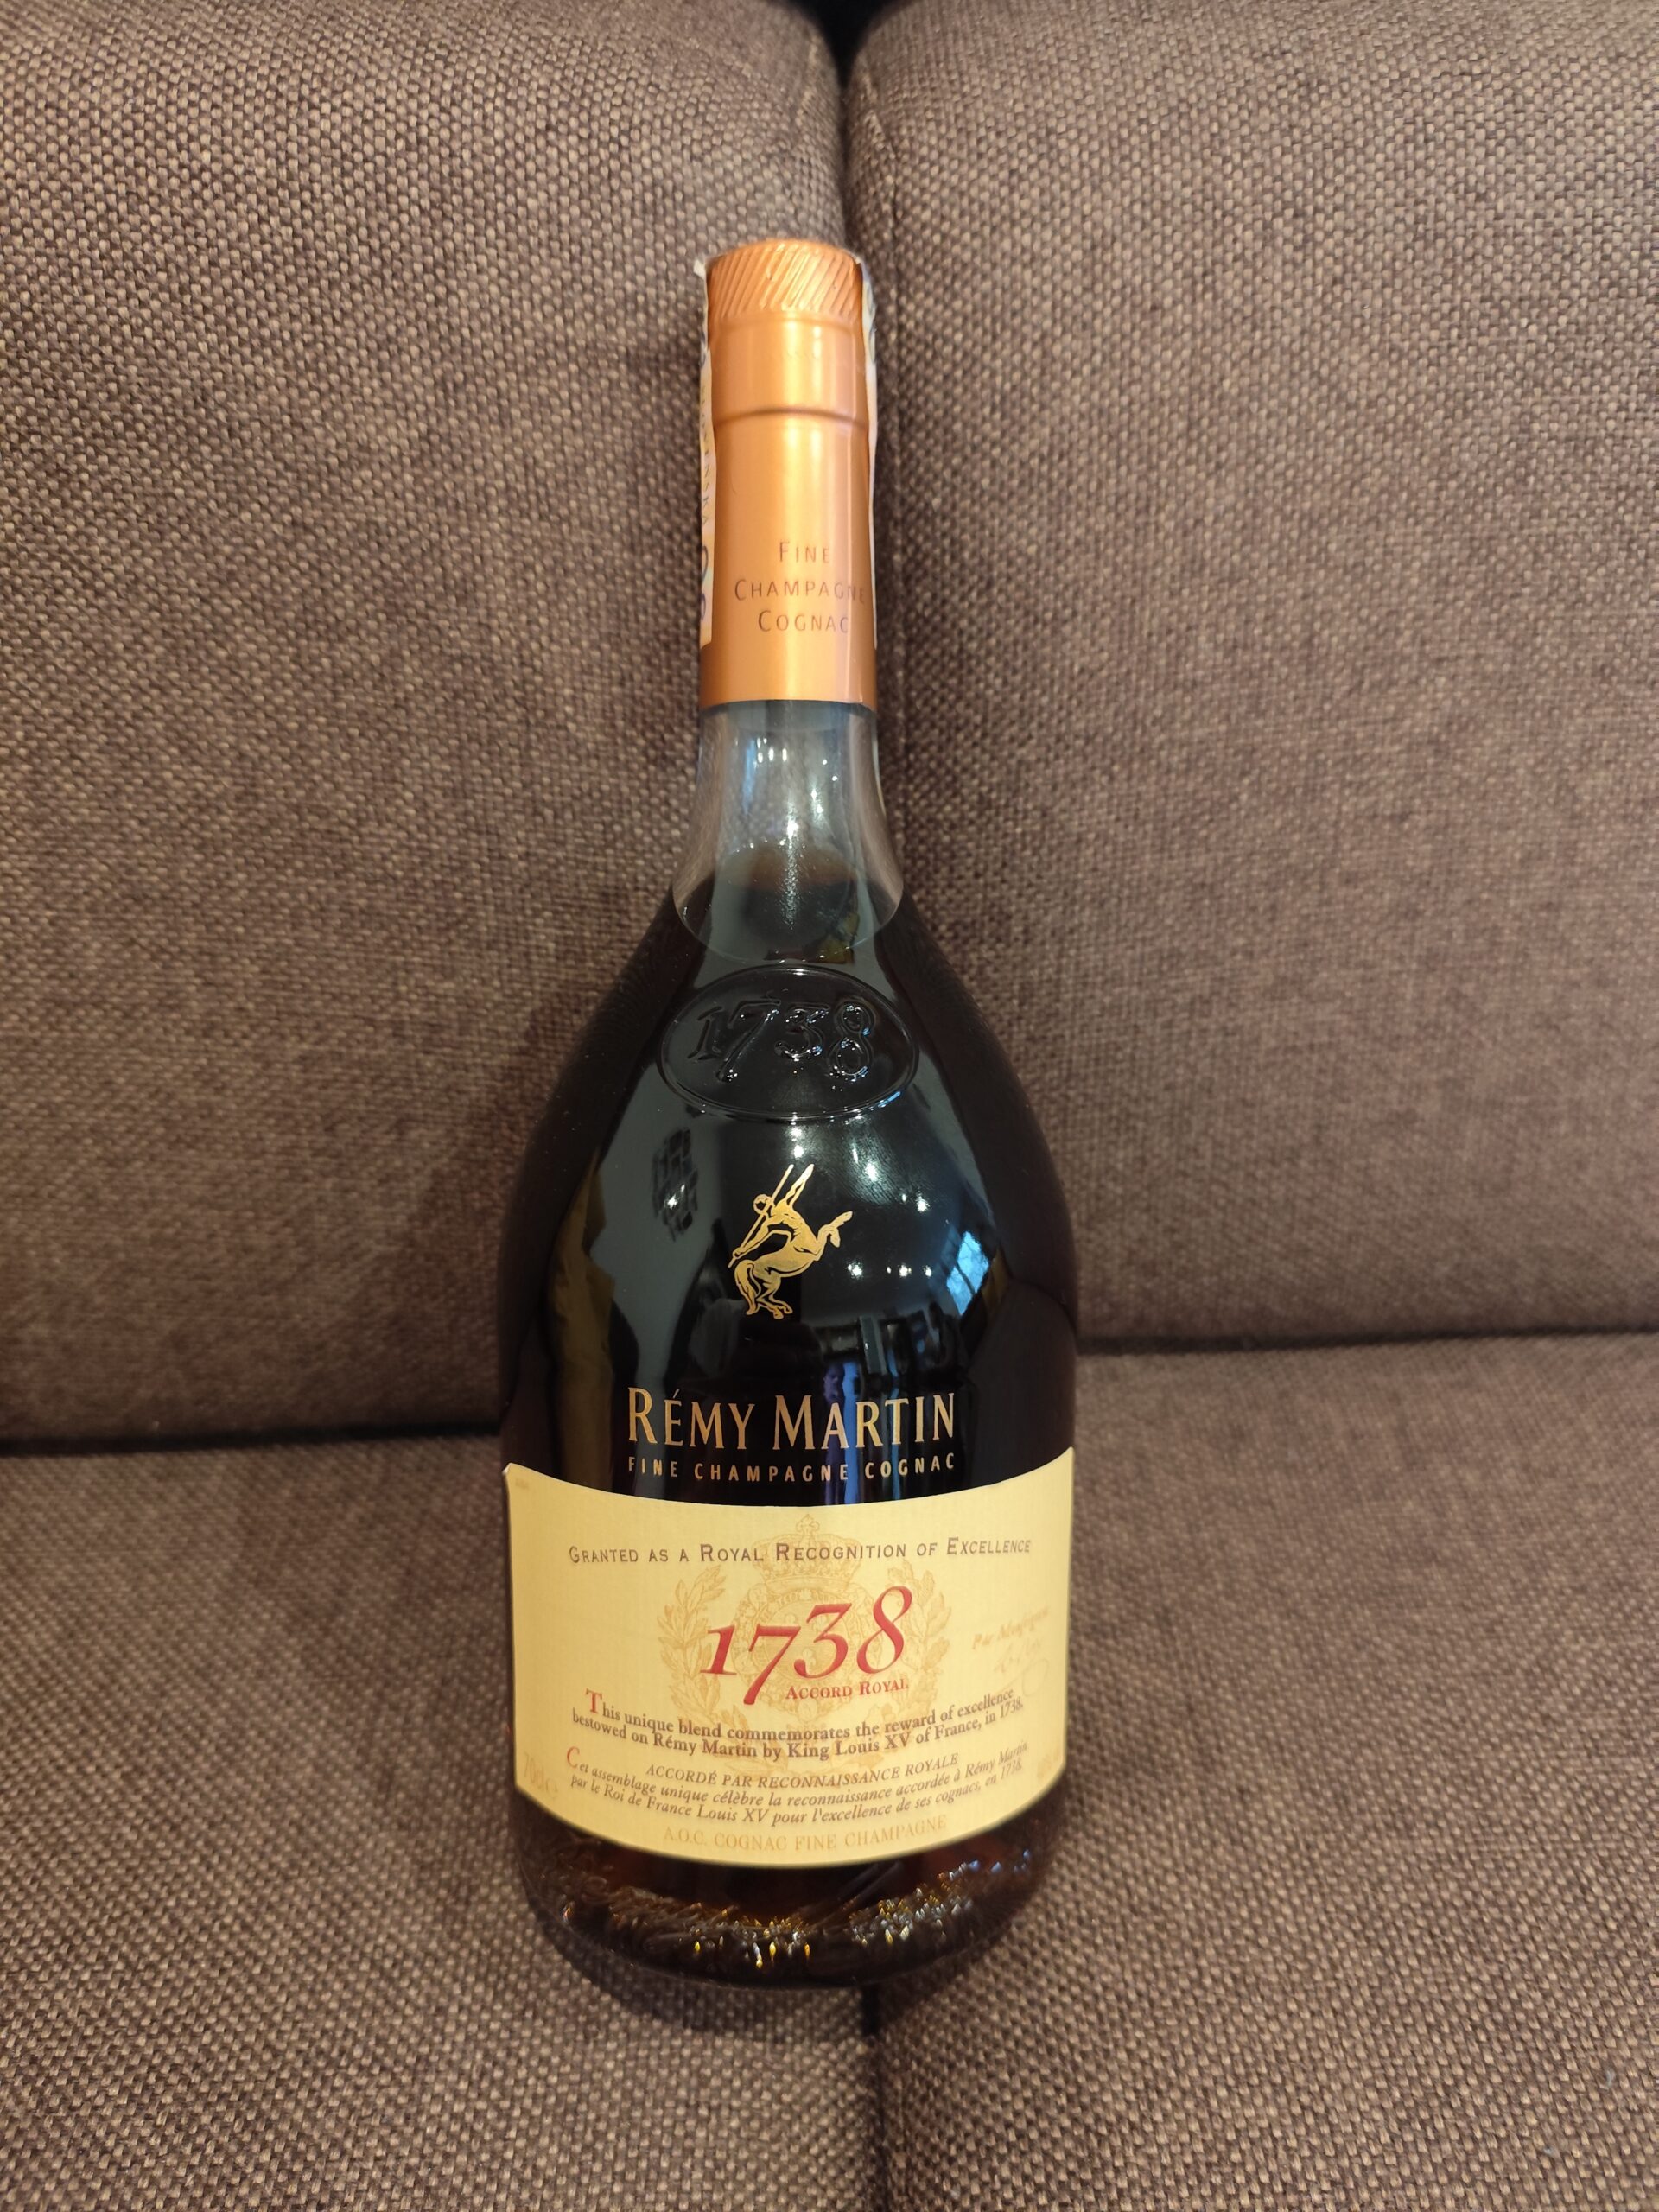 FINE
CHAMPAGNE
COGNAC
1738
RÉMY MARTIN
FINE CHAMPAGNE COGNAC
GRANTED AS A ROYAL RECOGNITION OF EXCELLENCE
1738
ACCORD ROYAL
This unique blend commemorates the reward of excellence
bestowed on Rémy Martin by King Louis XV of France, in 1738.
ACCORDÉ PAR RECONNAISSANCE ROYALE
Cet assemblage unique célèbre la reconnaissance accordée à Rémy Martin
par le Roi de France Louis XV pour l'excellence de ses cognacs, en 1738.
70cl e
A.O.C. COGNAC FINE CHAMPAGNE